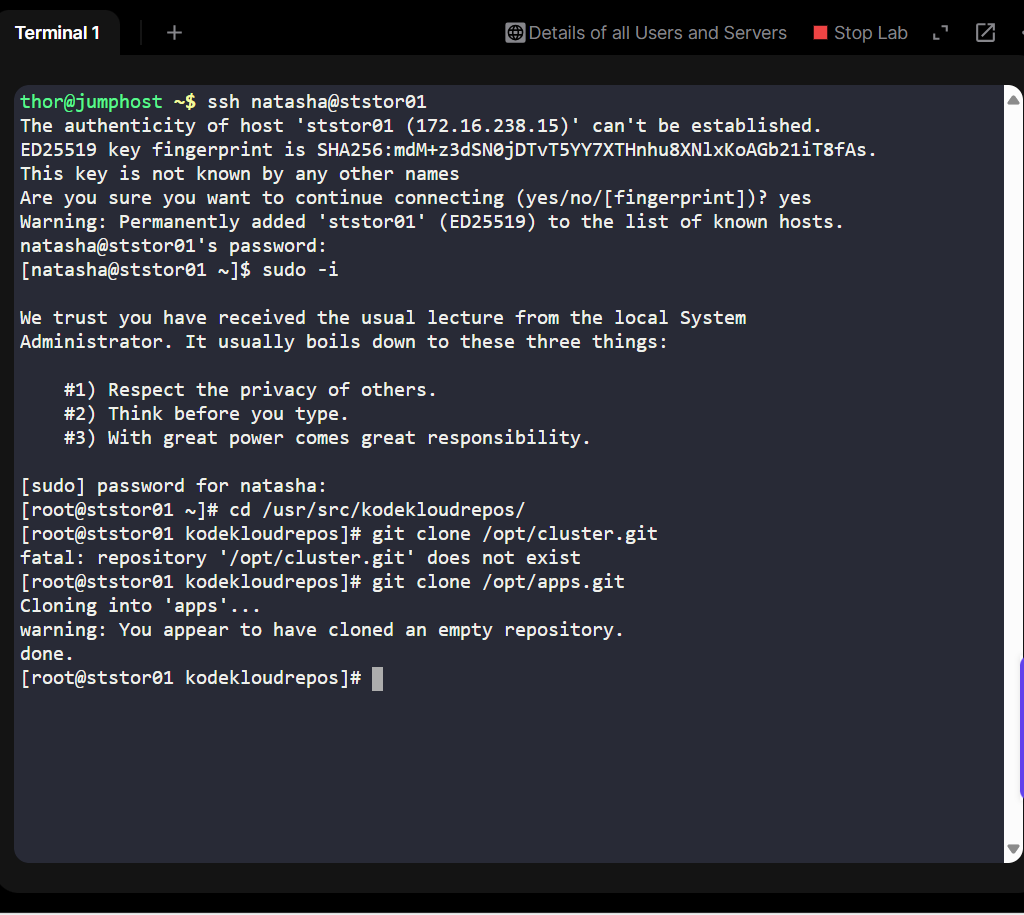 Terminal 1
+
Details of all Users and Servers
Stop Lab
thor@jumphost ~$ ssh natasha@ststor01
The authenticity of host 'ststor01 (172.16.238.15)' can't be established.
ED25519 key fingerprint is SHA256:mdM+z3dSN0jDTvT5YY7XTHnhu8XNlxKoAGb21iT8fAs.
This key is not known by any other names
Are you sure you want to continue connecting (yes/no/[fingerprint])? yes
Warning: Permanently added 'ststor01' (ED25519) to the list of known hosts.
natasha@ststor01's password:
[natasha@ststor01 ~]$ sudo -i
We trust you have received the usual lecture from the local System
Administrator. It usually boils down to these three things:
#1) Respect the privacy of others.
#2) Think before you type.
#3) With great power comes great responsibility.
[sudo] password for natasha:
[root@ststor01 ~]# cd /usr/src/kodekloudrepos/
[root@ststor01 kodekloudrepos]# git clone /opt/cluster.git
fatal: repository '/opt/cluster.git' does not exist
[root@ststor01 kodekloudrepos]# git clone /opt/apps.git
Cloning into 'apps'...
warning: You appear to have cloned an empty repository.
done.
[root@ststor01 kodekloudrepos]#